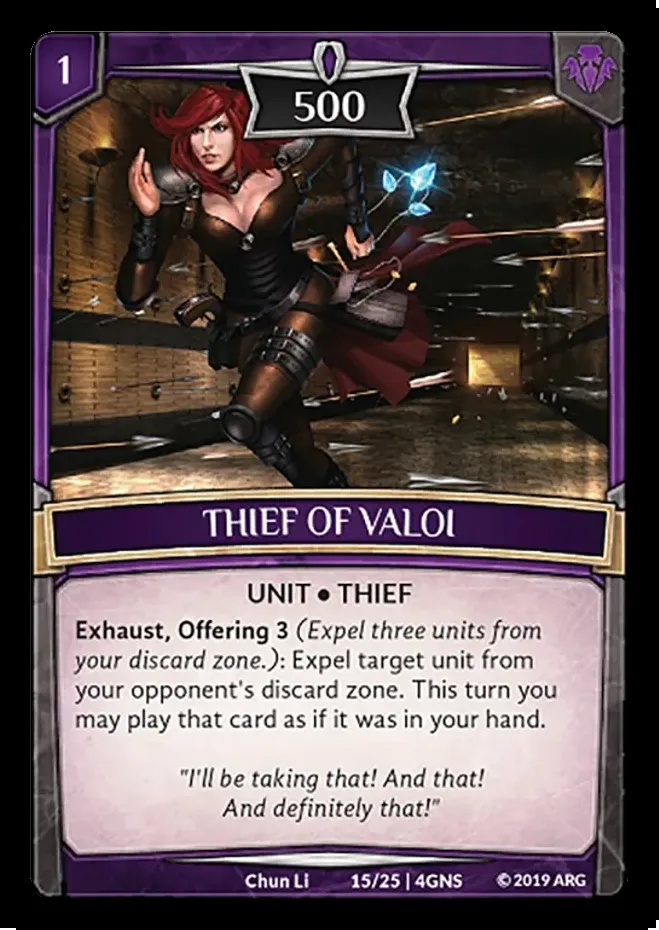 1
500
THIEF OF VALOI
UNIT • THIEF
Exhaust, Offering 3 (Expel three units from
your discard zone.): Expel target unit from
your opponent's discard zone. This turn you
may play that card as if it was in your hand.
"I'll be taking that! And that!
And definitely that!"
Chun Li 15/25 | 4GNS © 2019 ARG